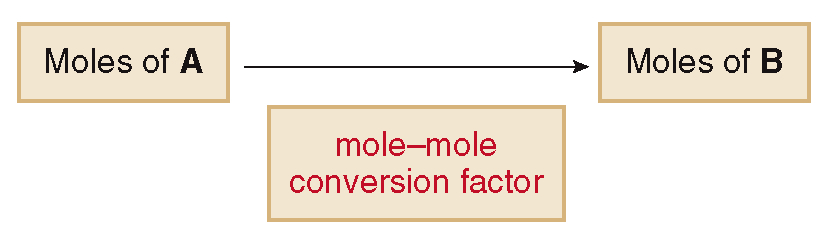 Moles of A
Moles of B
mole–mole
conversion factor